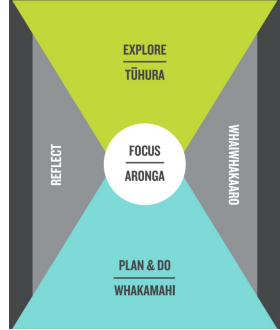 EXPLORE
TŪHURA
REFLECT
FOCUS
ARONGA
WHAIWHAKAARO
PLAN & DO
WHAKAMAHI